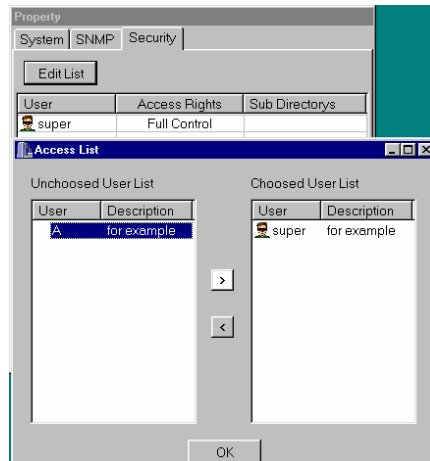 Property
System SNMP Security
Edit List
User Access Rights Sub Directorys
super Full Control
Access List
Unchoosed User List Choosed User List
User Description User Description
A for example super for example
>
<
OK